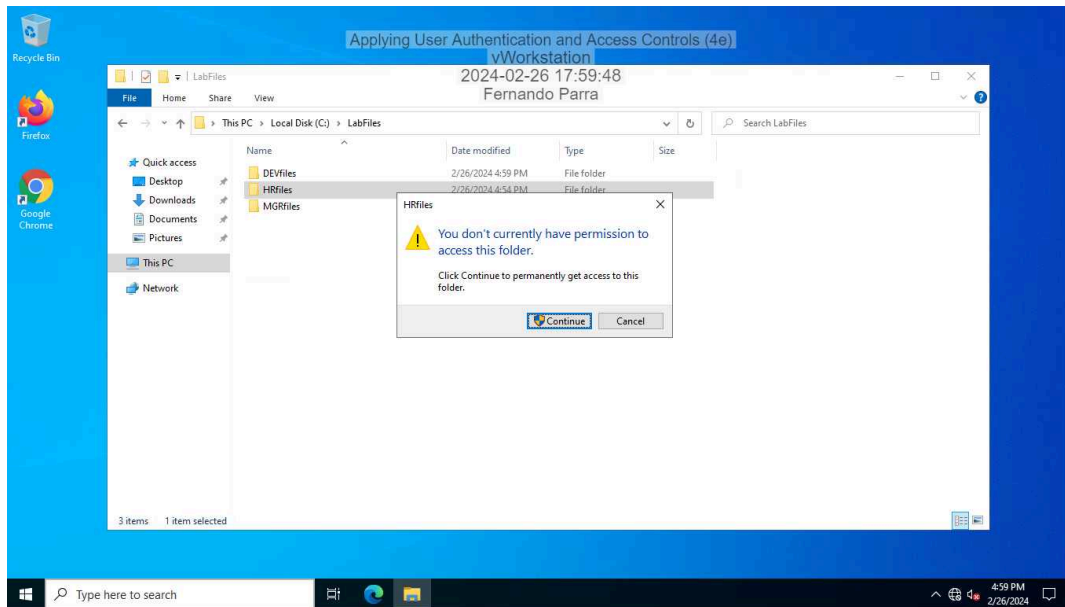 Recycle Bin
Applying User Authentication and Access Controls (4e)
vWorkstation
2024-02-26 17:59:48
Fernando Parra
LabFiles
File Home Share View
This PC > Local Disk (C:) > LabFiles
Search LabFiles
Firefox
Google
Chrome
Quick access
Desktop
Downloads
Documents
Pictures
This PC
Network
Name Date modified Type Size
DEVfiles 2/26/2024 4:59 PM File folder
HRfiles 2/26/2024 4:54 PM File folder
MGRfiles
HRfiles
You don't currently have permission to
access this folder.
Click Continue to permanently get access to this
folder.
Continue Cancel
3 items 1 item selected
Type here to search
4:59 PM
2/26/2024